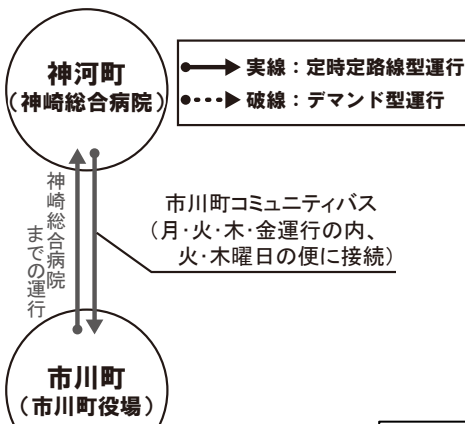 神河町
（神崎総合病院）
実線：定時定路線型運行
破線：デマンド型運行
神崎総合病院
までの運行
市川町コミュニティバス
（月・火・木・金運行の内、
火・木曜日の便に接続）
市川町
（市川町役場）